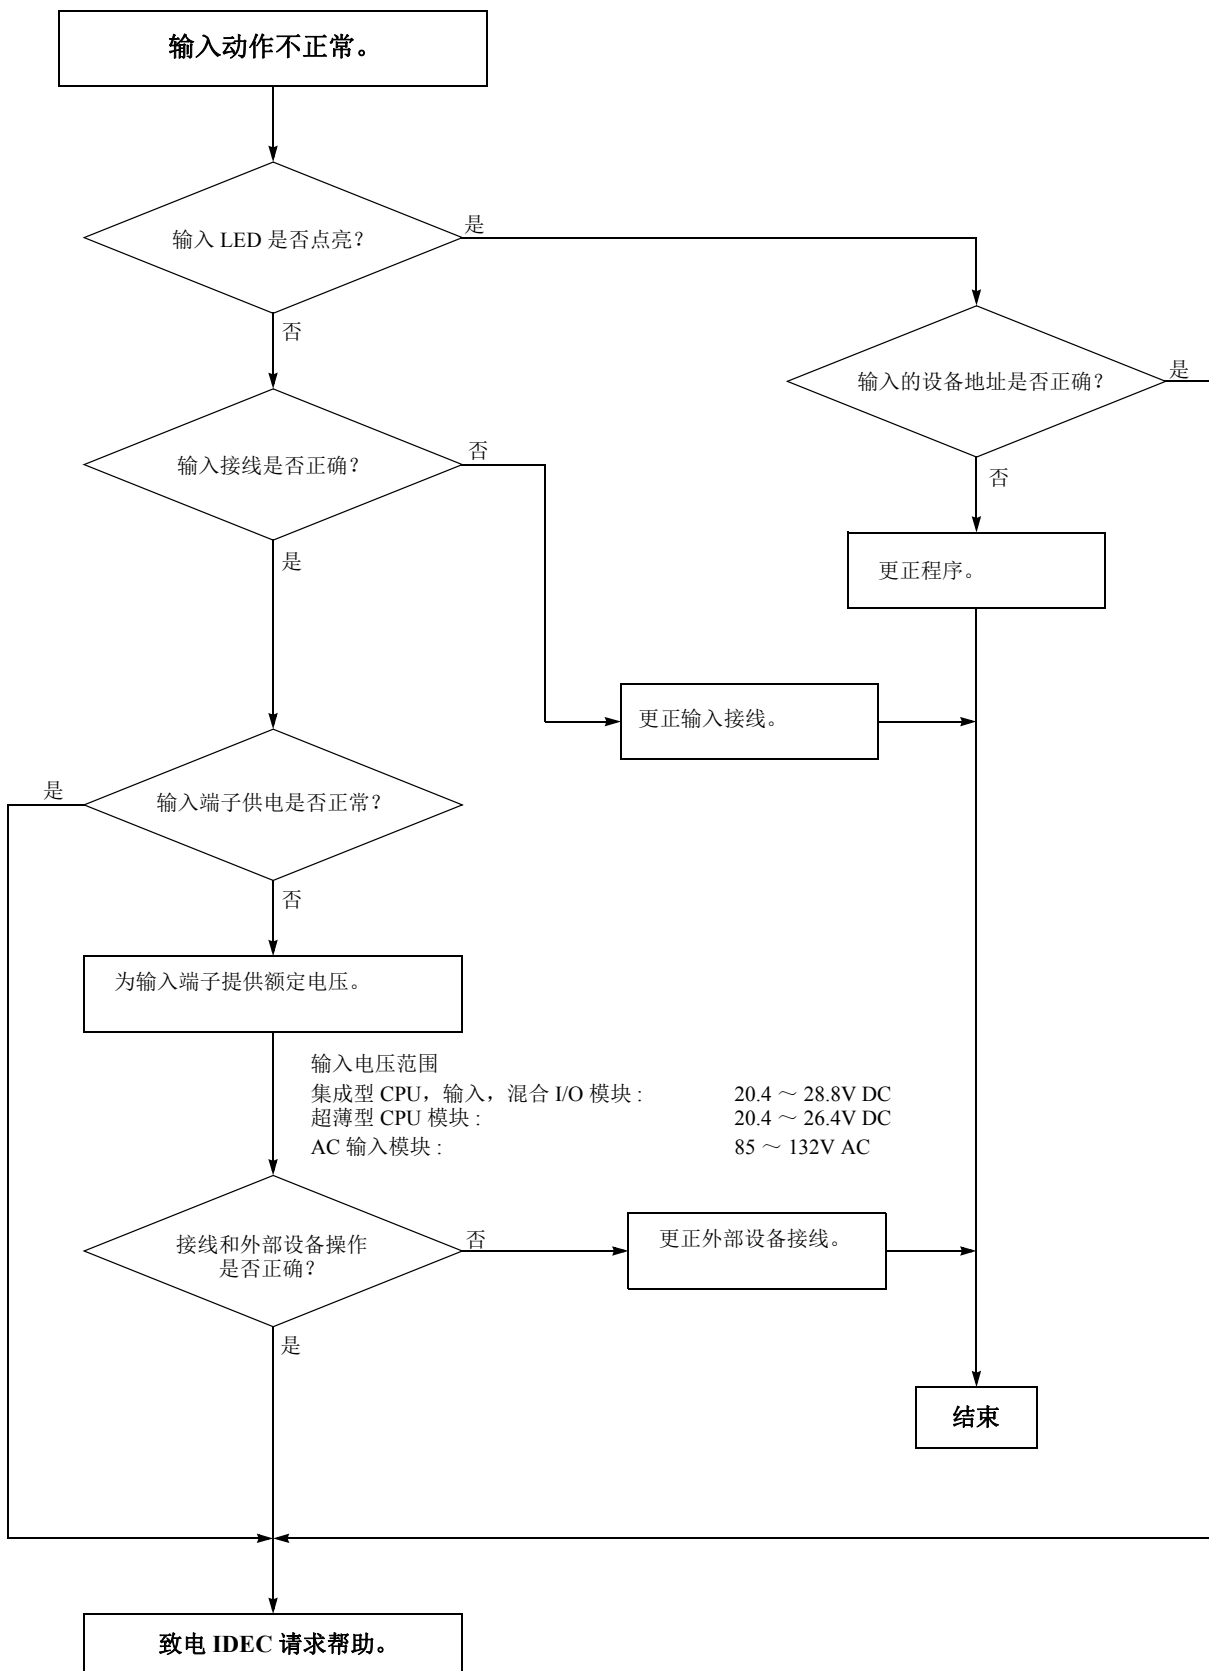 输入动作不正常。
输入 LED 是否点亮？
是
否
输入的设备地址是否正确？
是
否
输入接线是否正确？
否
是
更正程序。
更正输入接线。
输入端子供电是否正常？
是
否
为输入端子提供额定电压。
输入电压范围
集成型 CPU，输入，混合 I/O 模块 : 20.4 ～ 28.8V DC
超薄型 CPU 模块 : 20.4 ～ 26.4V DC
AC 输入模块 : 85 ～ 132V AC
接线和外部设备操作
是否正确？
否
更正外部设备接线。
是
结束
致电 IDEC 请求帮助。